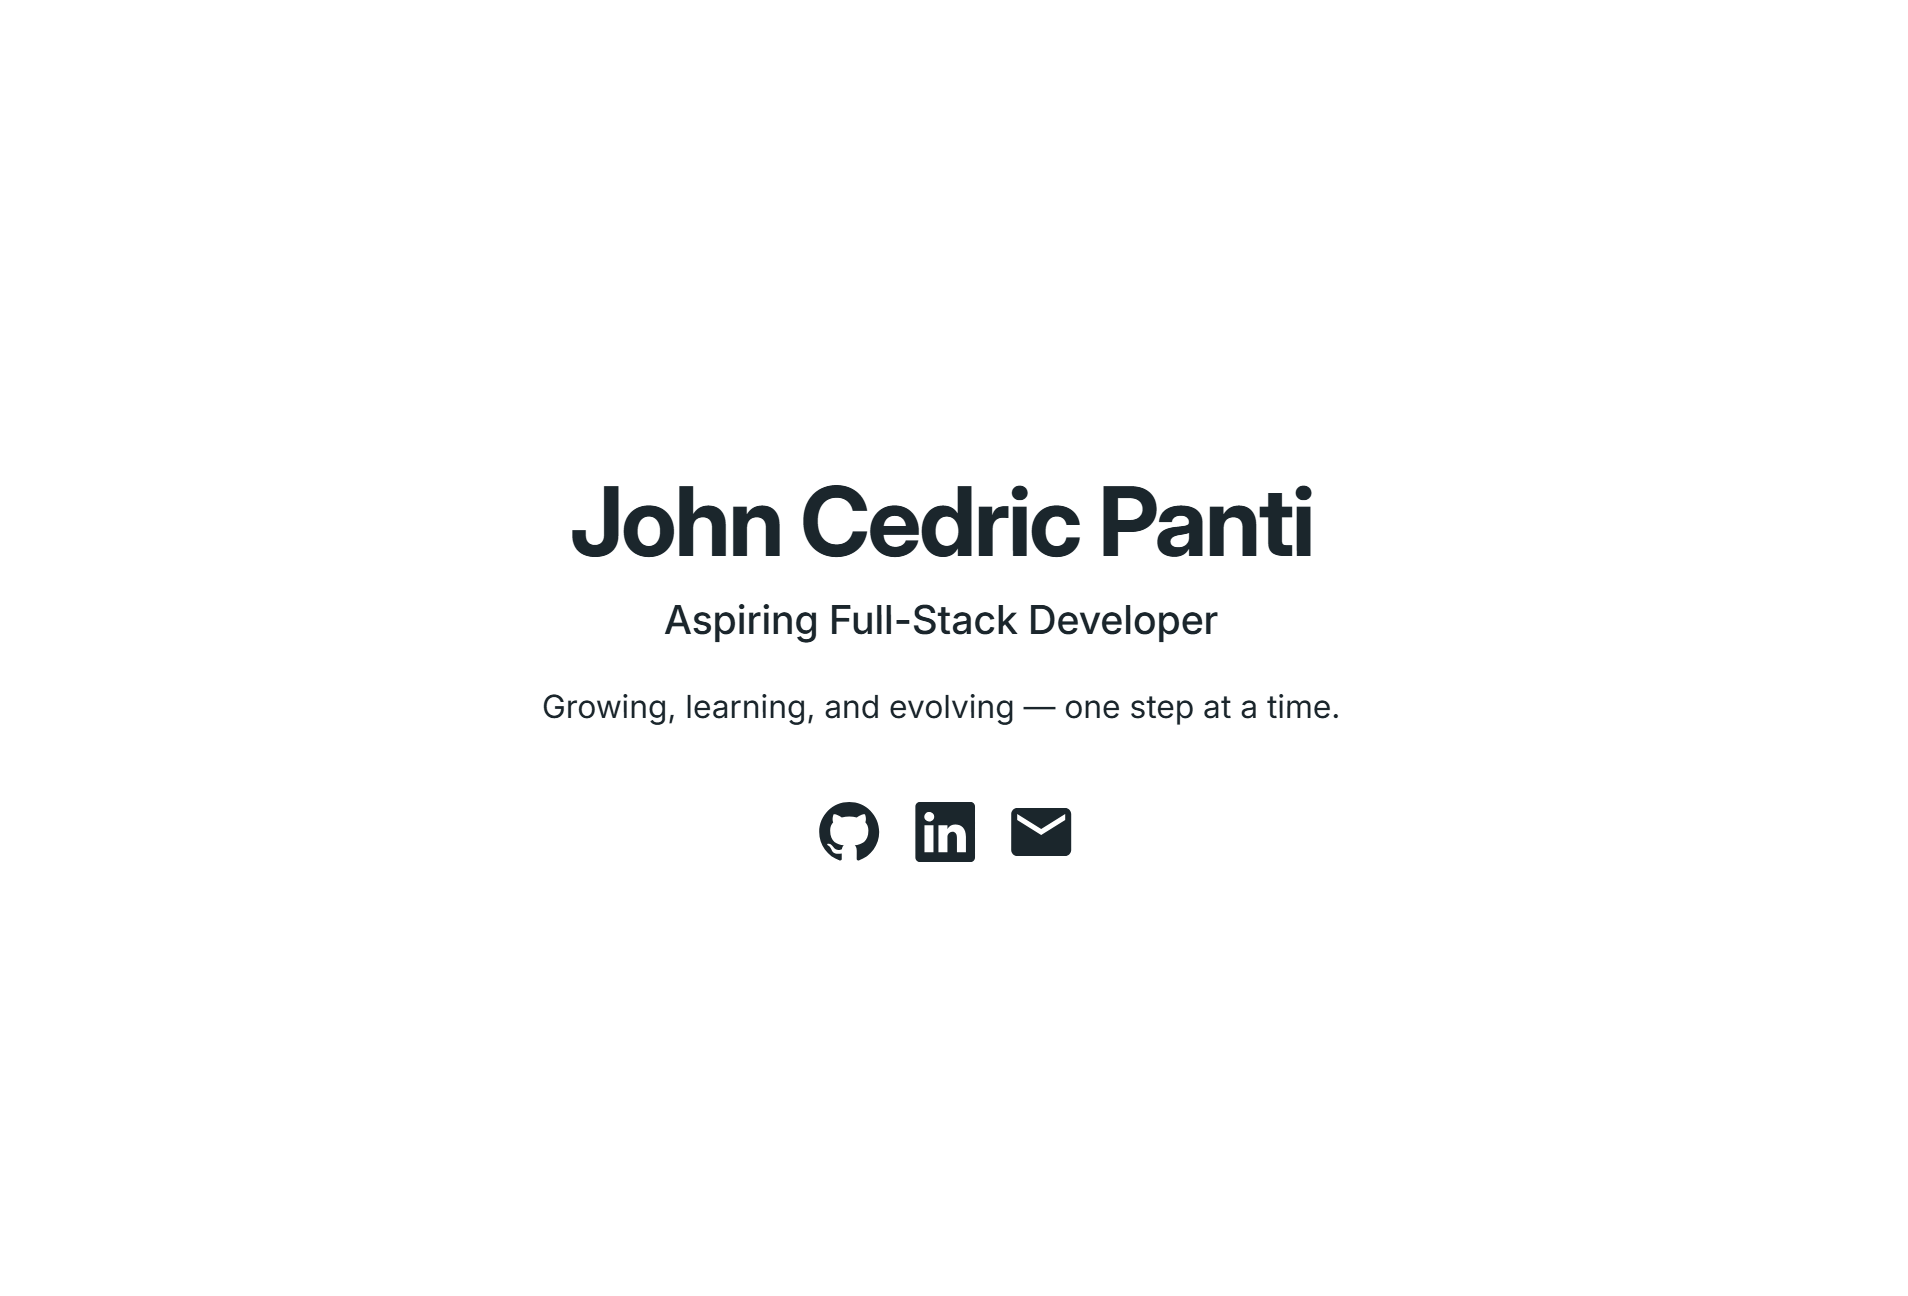 John Cedric Panti
Aspiring Full-Stack Developer
Growing, learning, and evolving — one step at a time.
in